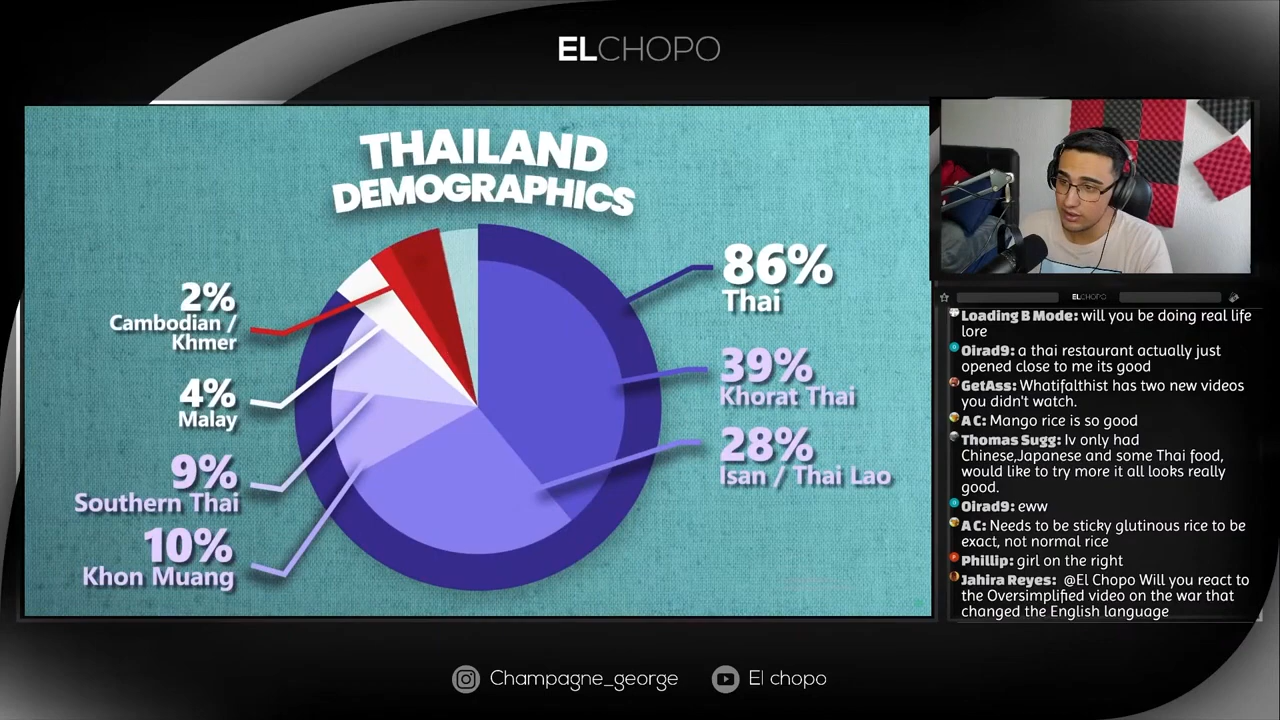 ELCHOPO
THAILAND
DEMOGRAPHICS
86%
Thai
39%
Khorat Thai
28%
Isan / Thai Lao
2%
Cambodian /
Khmer
4%
Malay
9%
Southern Thai
10%
Khon Muang
ELCHOPO
Loading B Mode: will you be doing real life
lore
Oirad9: a thai restaurant actually just
opened close to me its good
GetAss: Whatifalthist has two new videos
you didn't watch.
A C: Mango rice is so good
Thomas Sugg: Iv only had
Chinese,Japanese and some Thai food,
would like to try more it all looks really
good.
Oirad9: eww
A C: Needs to be sticky glutinous rice to be
exact, not normal rice
Phillip: girl on the right
Jahira Reyes: @El Chopo Will you react to
the Oversimplified video on the war that
changed the English language
Champagne_george
El chopo